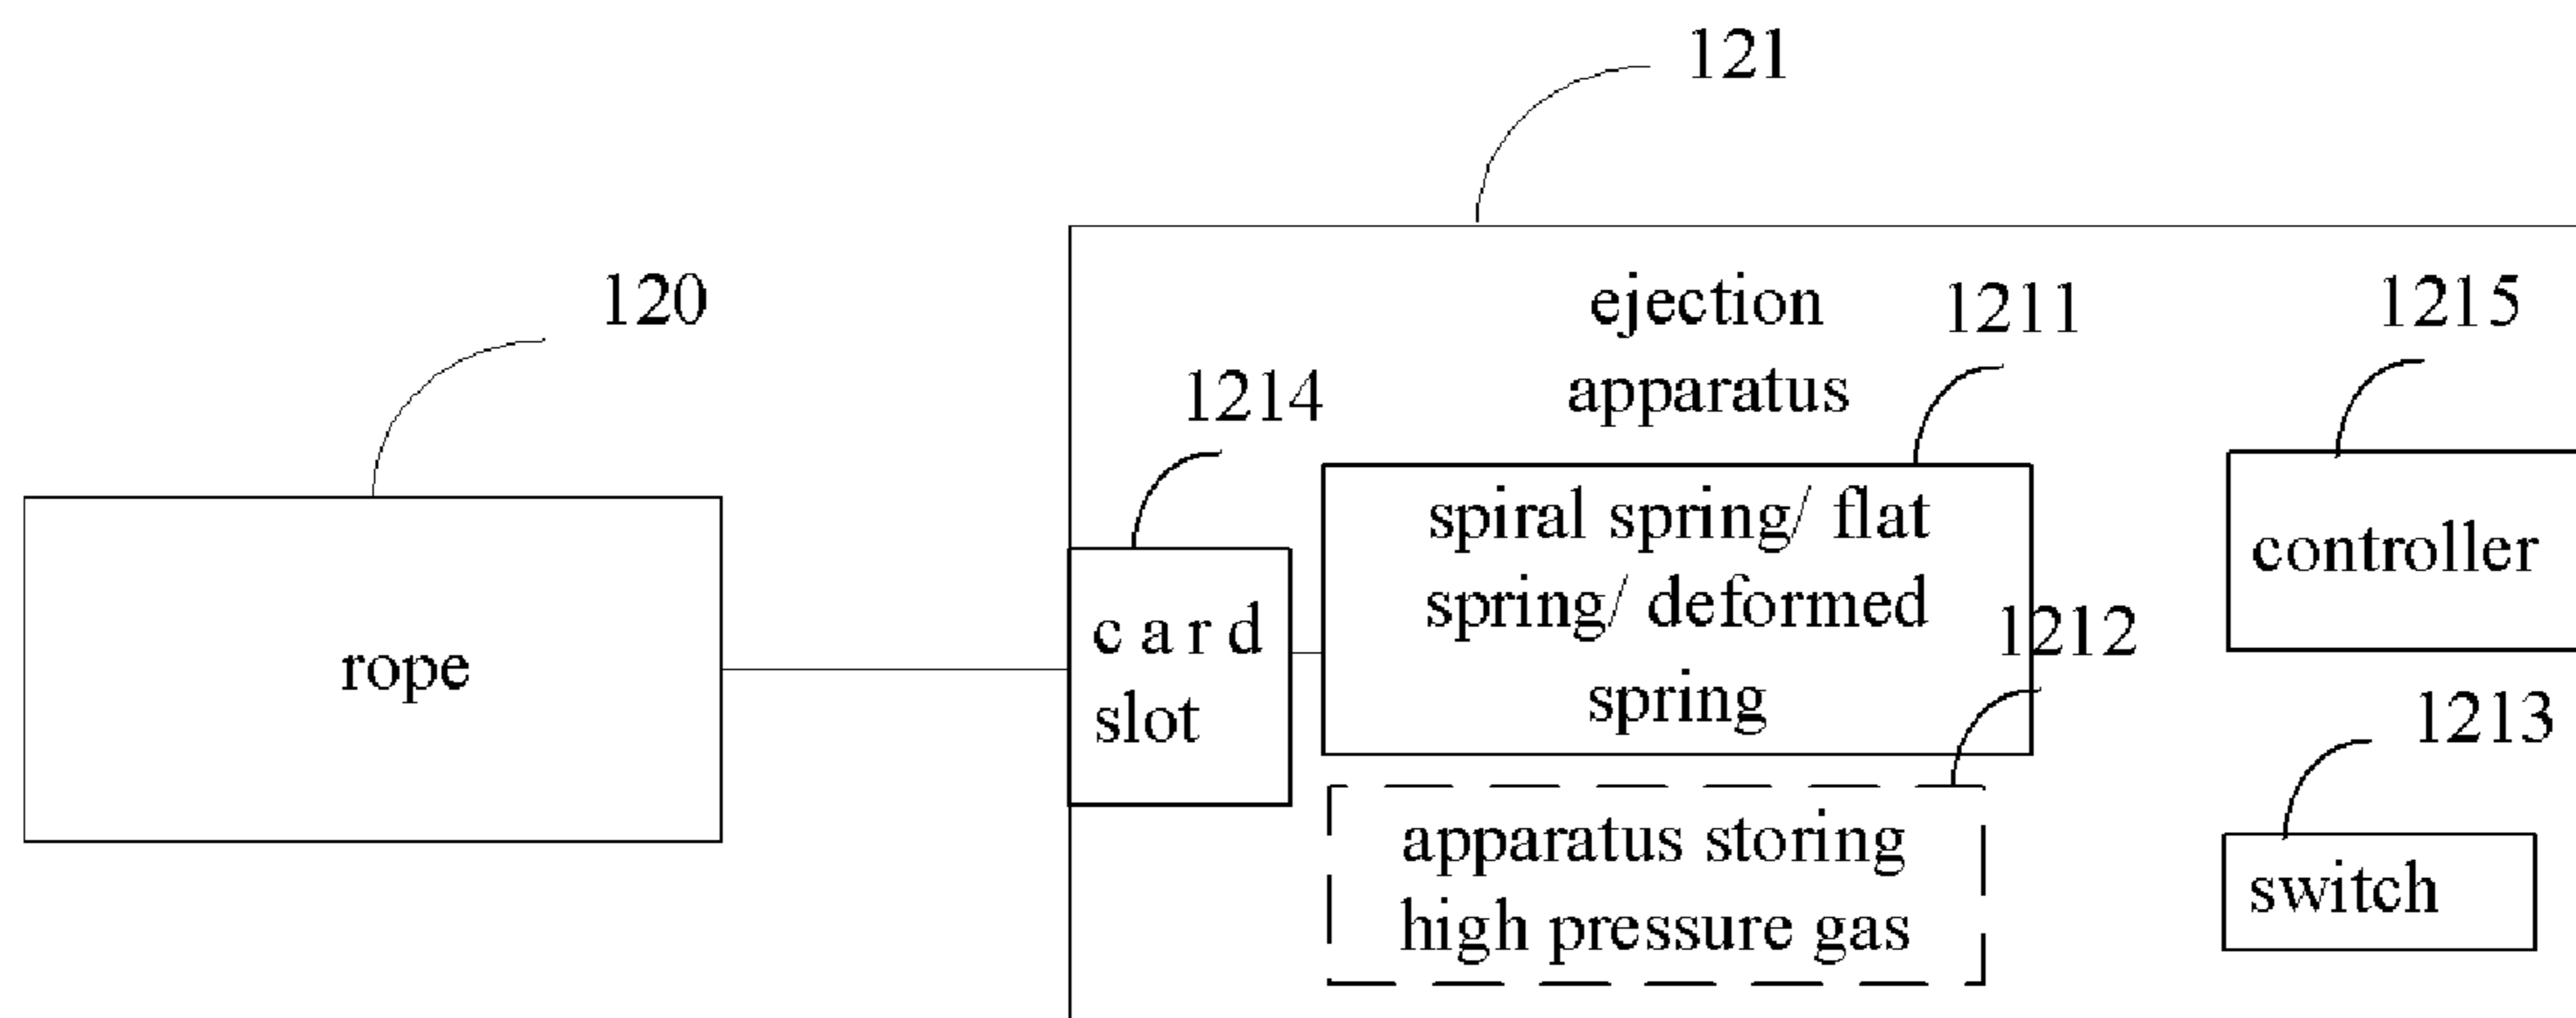 121
120
ejection
apparatus
1211
1215
1214
spiral spring/ flat
spring/ deformed
spring
controller
card
slot
rope
1212
1213
apparatus storing
high pressure gas
switch